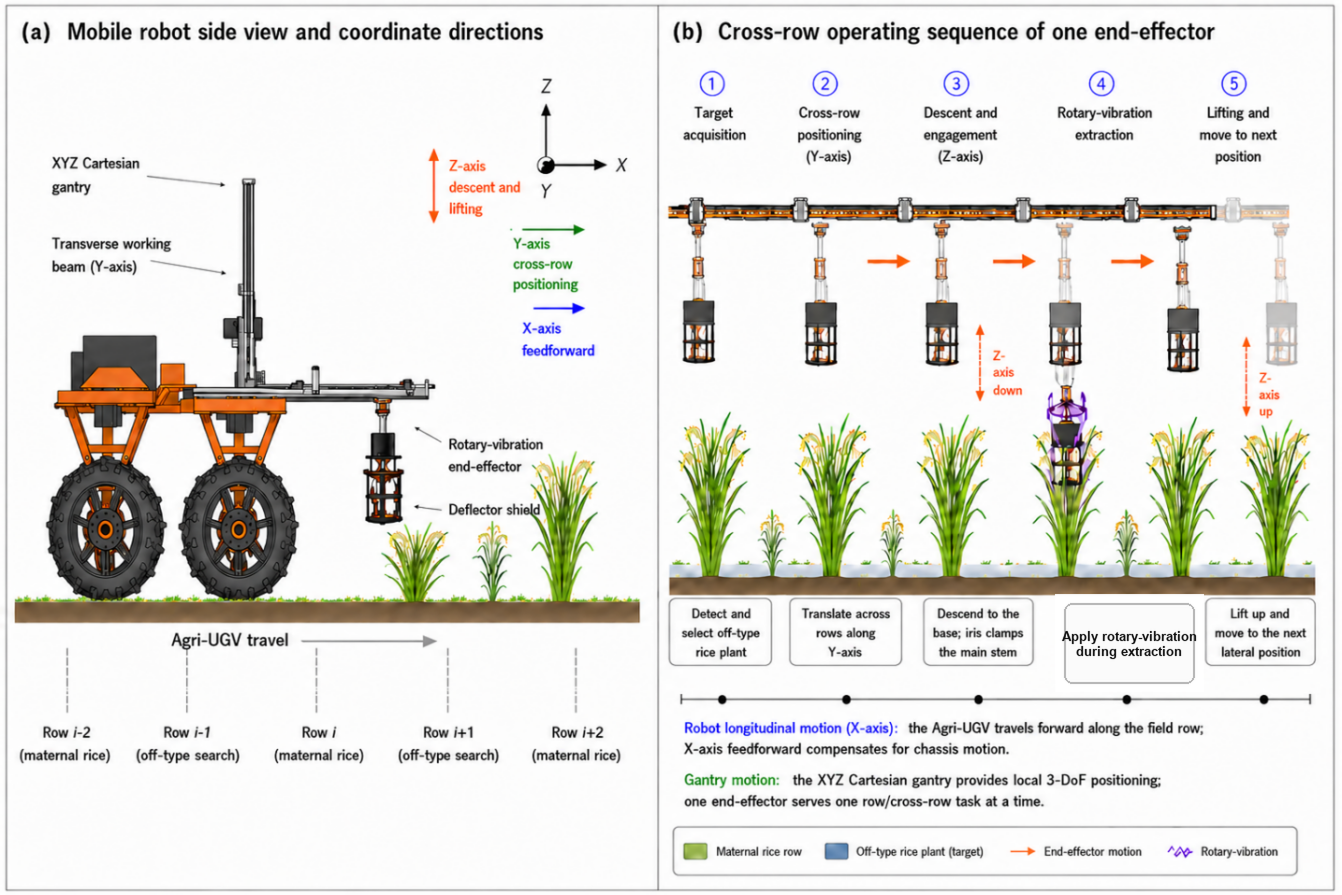 (a) Mobile robot side view and coordinate directions
Z
X
Y
XYZ Cartesian
gantry
Transverse working
beam (Y-axis)
Z-axis
descent and
lifting
Y-axis
cross-row
positioning
X-axis
feedforward
Rotary-vibration
end-effector
Deflector shield
Agri-UGV travel
Row i-2
(maternal rice)
Row i-1
(off-type search)
Row i
(maternal rice)
Row i+1
(off-type search)
Row i+2
(maternal rice)
(b) Cross-row operating sequence of one end-effector
1
Target
acquisition
2
Cross-row
positioning
(Y-axis)
3
Descent and
engagement
(Z-axis)
4
Rotary-vibration
extraction
5
Lifting and
move to next
position
Z-
axis
down
Z-
axis
up
Detect and
select off-type
rice plant
Translate across
rows along
Y-axis
Descend to the
base; iris clamps
the main stem
Apply rotary-vibration
during extraction
Lift up and
move to the next
lateral position
Robot longitudinal motion (X-axis): the Agri-UGV travels forward along the field row;
X-axis feedforward compensates for chassis motion.
Gantry motion: the XYZ Cartesian gantry provides local 3-DoF positioning;
one end-effector serves one row/cross-row task at a time.
Maternal rice row
Off-type rice plant (target)
End-effector motion
Rotary-vibration